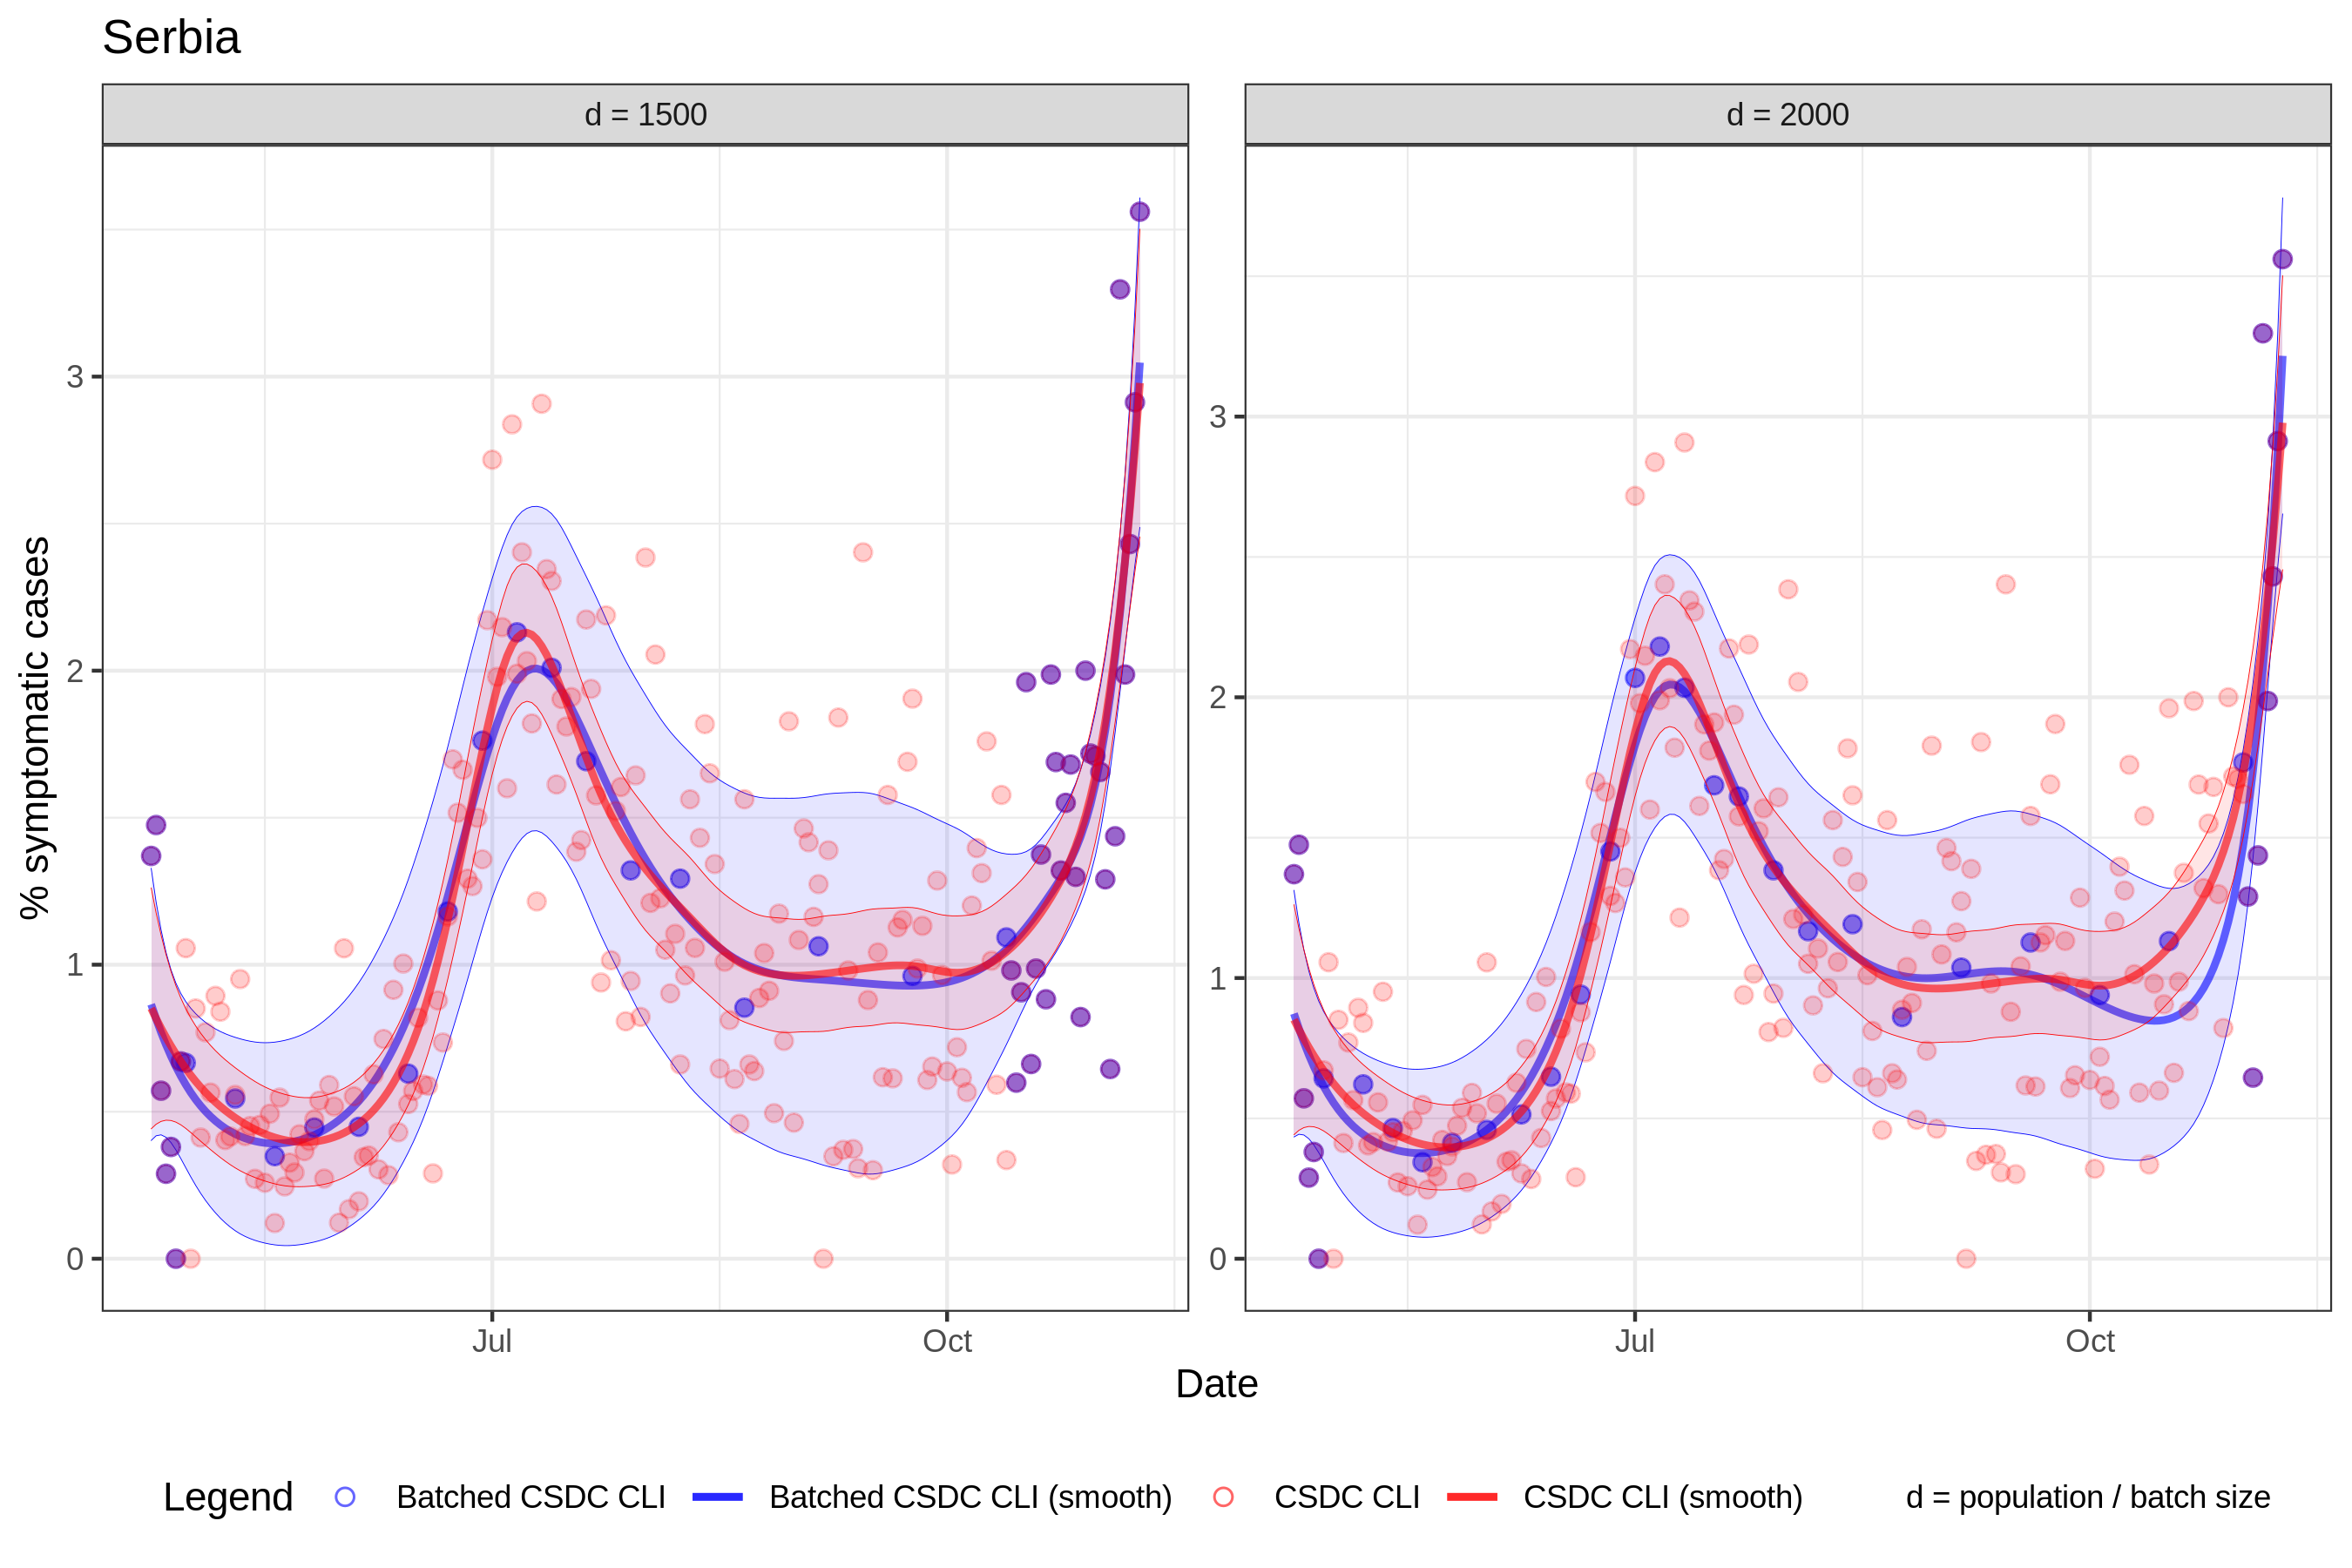 Serbia
d = 1500
d = 2000
% symptomatic cases
3
2
1
0
3
2
1
0
Jul
Oct
Jul
Oct
Date
Legend
Batched CSDC CLI
Batched CSDC CLI (smooth)
CSDC CLI
CSDC CLI (smooth)
d = population / batch size